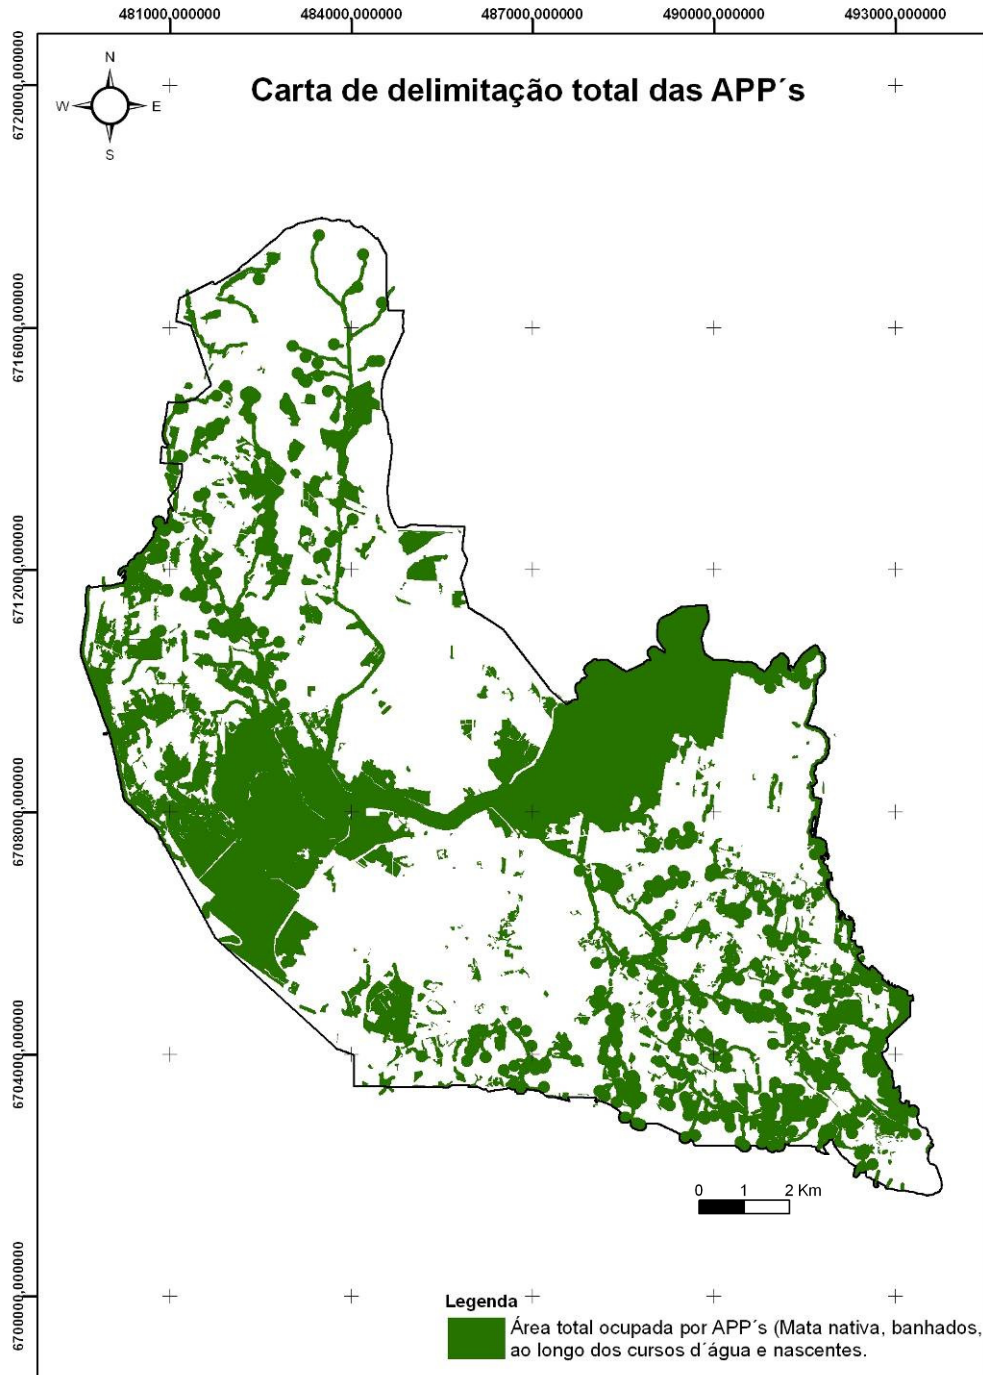 481000,000000 484000,000000 487000,000000 490000,000000 493000,000000
Carta de delimitação total das APP´s
N
W E
S
6720000,000000
6716000,000000
6712000,000000
6708000,000000
6704000,000000
6700000,000000
0 1 2 Km
Legenda
Área total ocupada por APP´s (Mata nativa, banhados,
ao longo dos cursos d´água e nascentes.